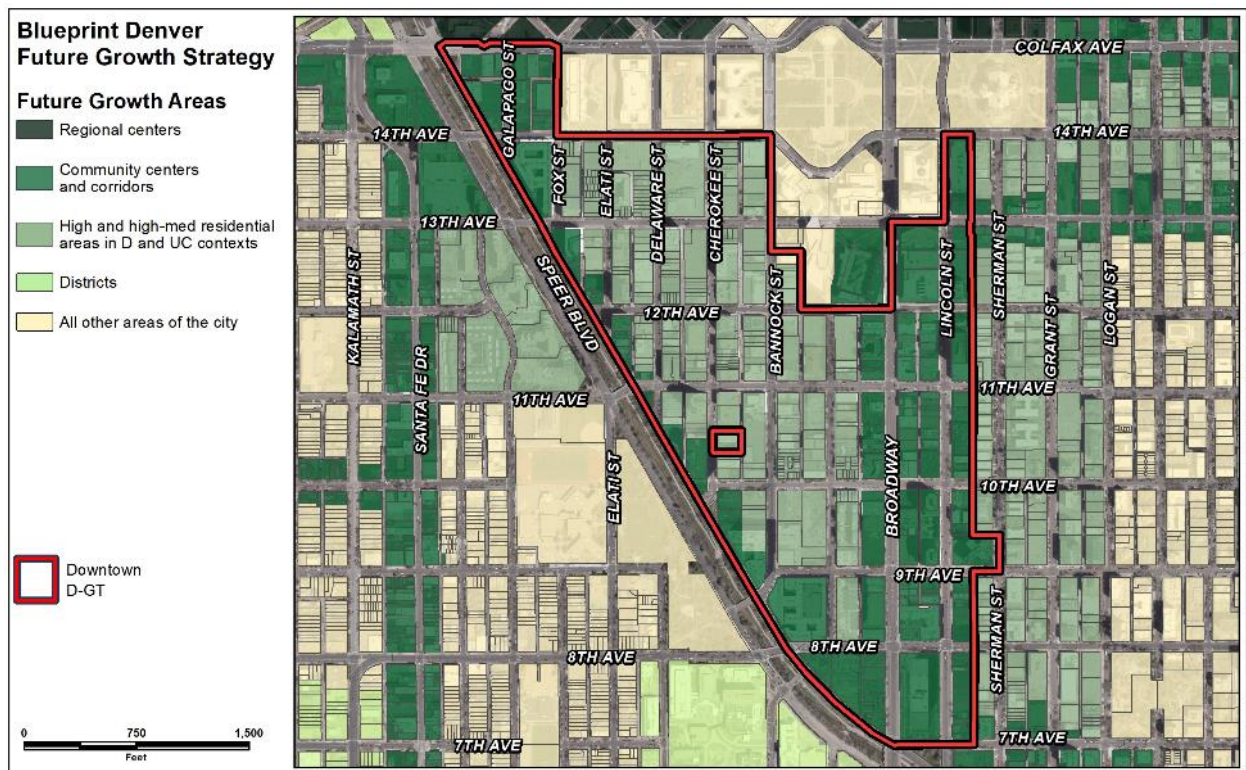 Blueprint Denver
Future Growth Strategy
Future Growth Areas
Regional centers
Community centers
and corridors
High and high-med residential
areas in D and UC contexts
Districts
All other areas of the city
Downtown
D-GT
0 750 1,500
Feet
COLFAX AVE
GALAPAGO ST
14TH AVE
14TH AVE
FOX ST
ELATI ST
DELAWARE ST
CHEROKEE ST
13TH AVE
KALAMATH ST
SPEER BLVD
BANNOCK ST
LINCOLN ST
SHERMAN ST
GRANT ST
LOGAN ST
12TH AVE
SANTA FE DR
11TH AVE
11TH AVE
ELATI ST
BROADWAY
10TH AVE
9TH AVE
SHERMAN ST
8TH AVE
8TH AVE
7TH AVE
7TH AVE